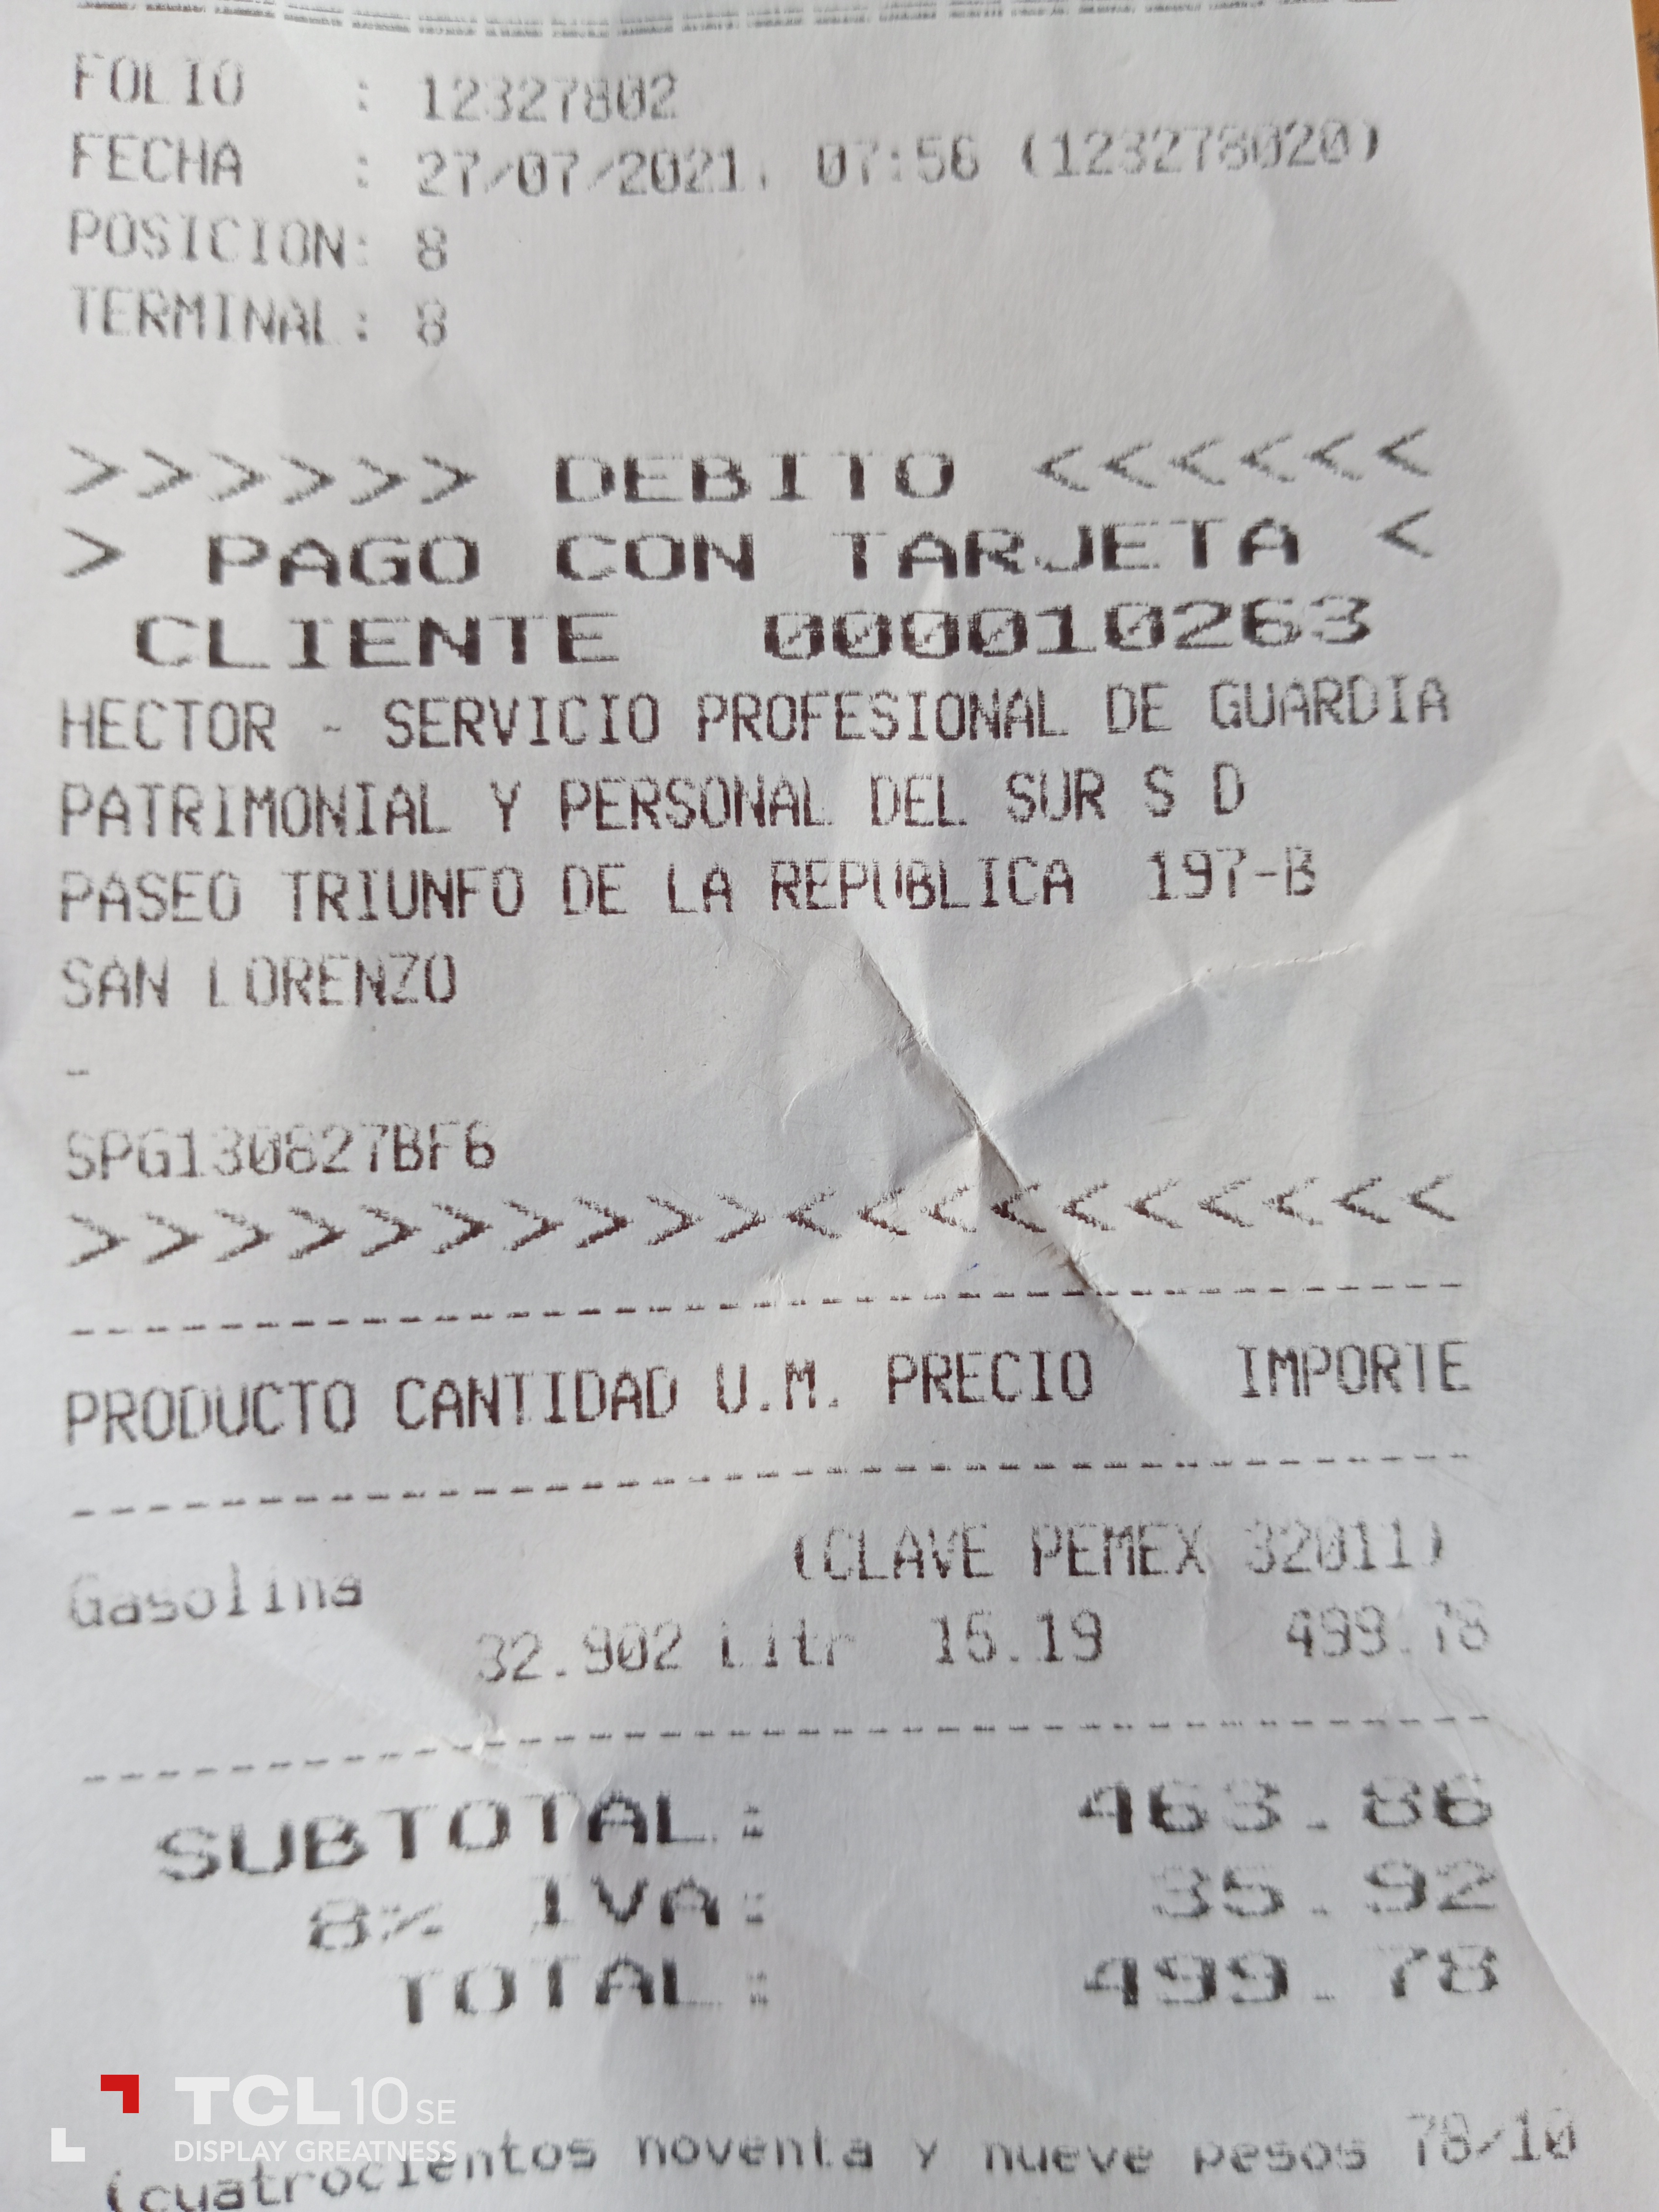 FOLIO : 12327802
FECHA : 27/07/2021, 07:56 (123278020)
POSICION: 8
TERMINAL: 8
>>>>>> DEBITO <<<<<<
> PAGO CON TARJETA <
CLIENTE 000010263
HECTOR - SERVICIO PROFESIONAL DE GUARDIA
PATRIMONIAL Y PERSONAL DEL SUR S D
PASEO TRIUNFO DE LA REPUBLICA 197-B
SAN LORENZO
-
SPG130827BF6
>>>>>>>>>><<<<<<<<<<
----------------------------------------
PRODUCTO CANTIDAD U.M. PRECIO IMPORTE
----------------------------------------
Gasolina (CLAVE PEMEX 32011)
32.902 Litr 15.19 499.78
----------------------------------------
SUBTOTAL: 463.86
8% IVA: 35.92
TOTAL: 499.78
(cuatrocientos noventa y nueve pesos 78/10
TCL 10 SE
DISPLAY GREATNESS